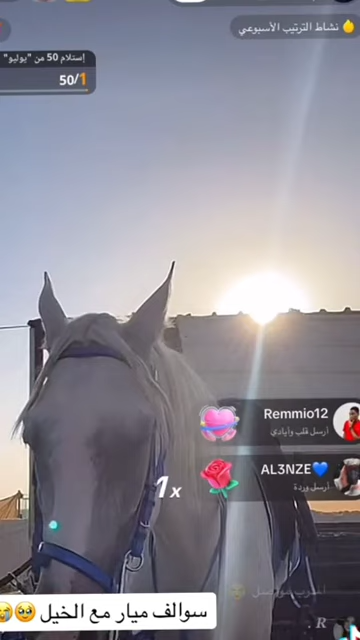 نشاط الترتيب الأسبوعي
إستلام 50 من "يوليو"
50/1
Remmio12
أرسل قلب وأيادي
AL3NZE💙
أرسل وردة
1x
R
سوالف ميار مع الخيل 🥹😢